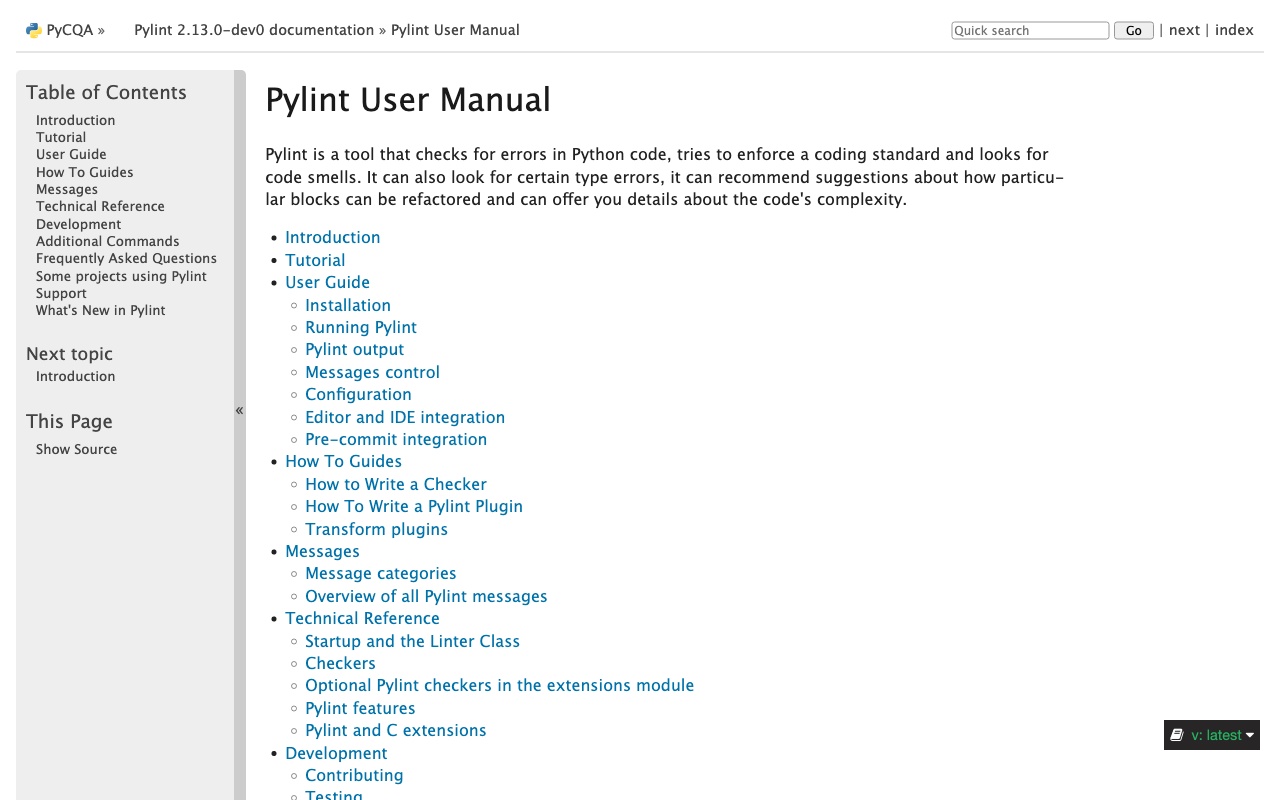 PyCQA » Pylint 2.13.0-dev0 documentation » Pylint User Manual Quick search Go | next | index
Table of Contents
Introduction
Tutorial
User Guide
How To Guides
Messages
Technical Reference
Development
Additional Commands
Frequently Asked Questions
Some projects using Pylint
Support
What's New in Pylint
Next topic
Introduction
This Page
Show Source
«
Pylint User Manual
Pylint is a tool that checks for errors in Python code, tries to enforce a coding standard and looks for
code smells. It can also look for certain type errors, it can recommend suggestions about how particu-
lar blocks can be refactored and can offer you details about the code's complexity.
• Introduction
• Tutorial
• User Guide
◦ Installation
◦ Running Pylint
◦ Pylint output
◦ Messages control
◦ Configuration
◦ Editor and IDE integration
◦ Pre-commit integration
• How To Guides
◦ How to Write a Checker
◦ How To Write a Pylint Plugin
◦ Transform plugins
• Messages
◦ Message categories
◦ Overview of all Pylint messages
• Technical Reference
◦ Startup and the Linter Class
◦ Checkers
◦ Optional Pylint checkers in the extensions module
◦ Pylint features
◦ Pylint and C extensions
• Development
◦ Contributing
◦ Testing
v: latest